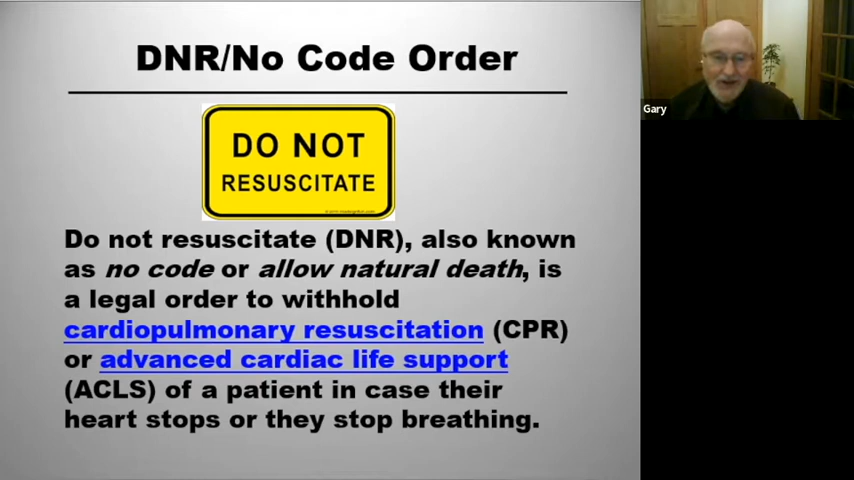 DNR/No Code Order
DO NOT
RESUSCITATE
Do not resuscitate (DNR), also known
as no code or allow natural death, is
a legal order to withhold
cardiopulmonary resuscitation (CPR)
or advanced cardiac life support
(ACLS) of a patient in case their
heart stops or they stop breathing.
Gary